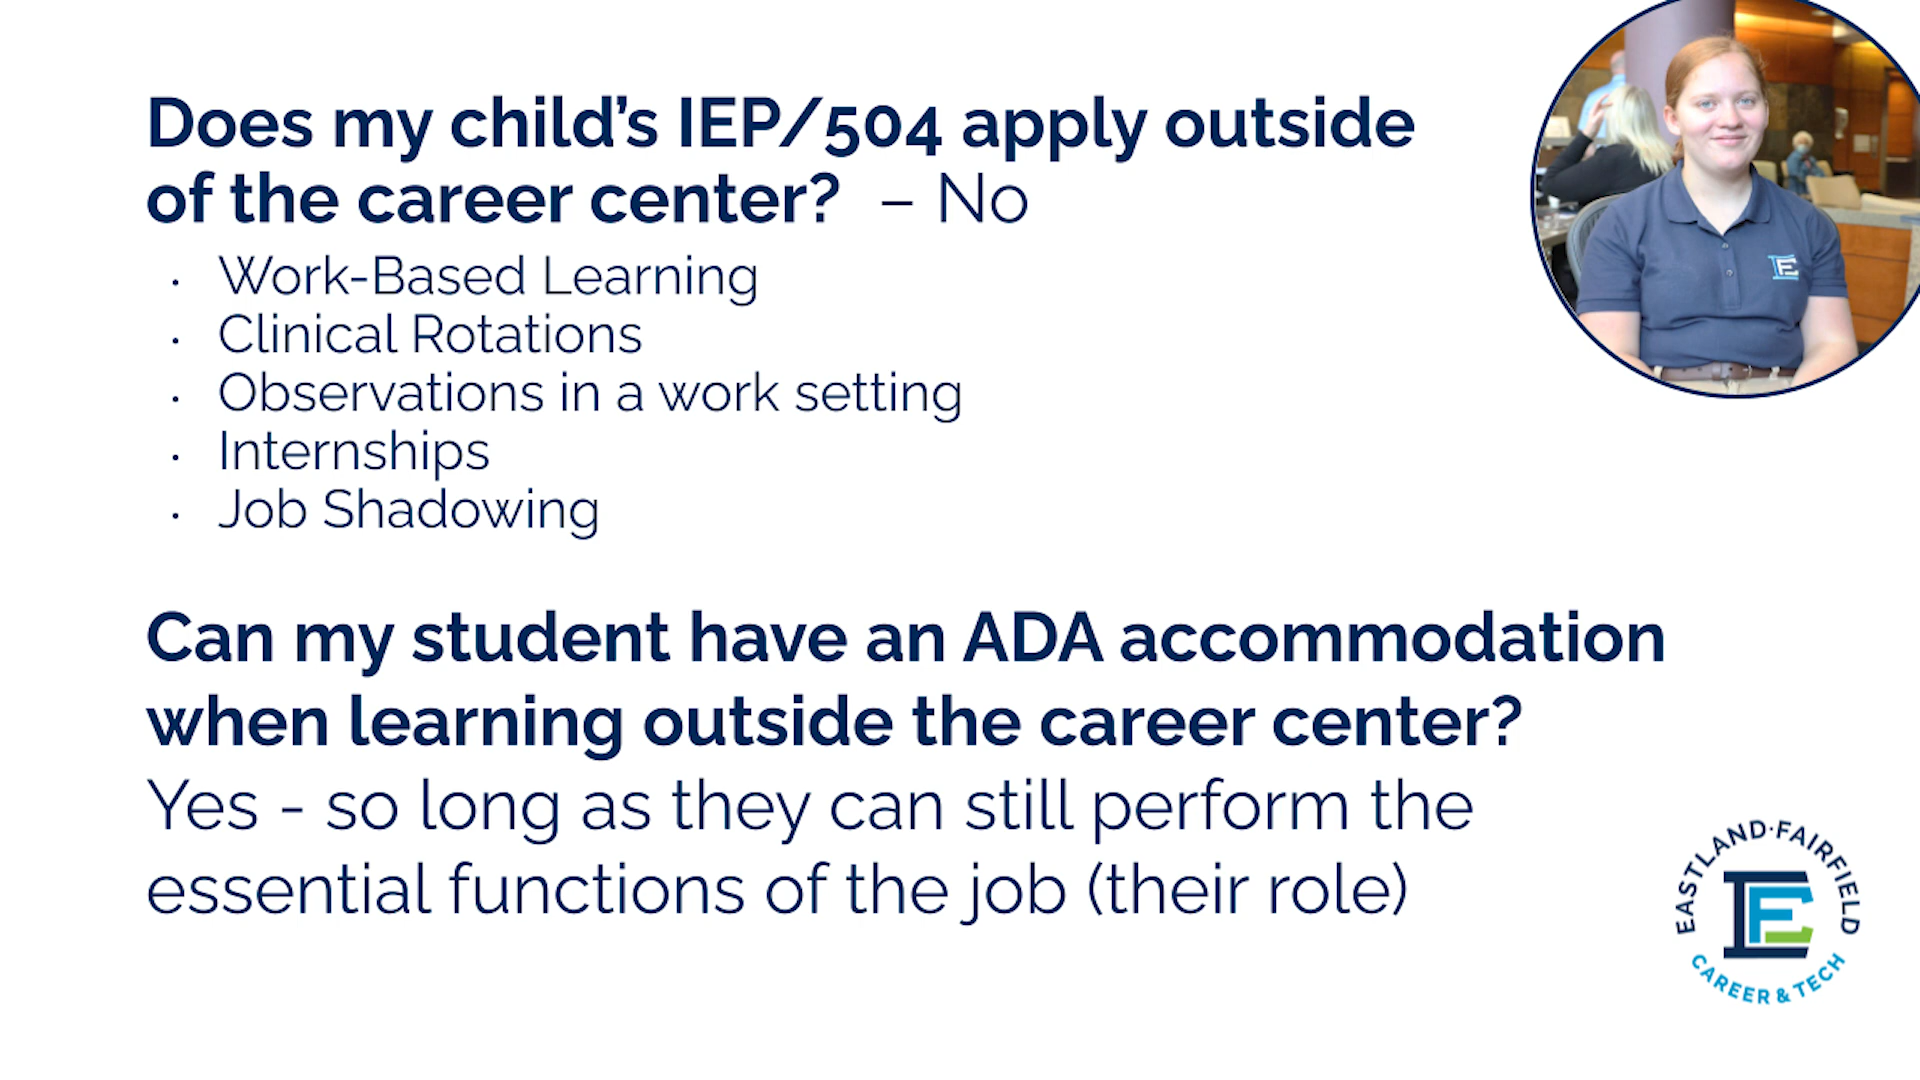 Does my child’s IEP/504 apply outside
of the career center? – No
· Work-Based Learning
· Clinical Rotations
· Observations in a work setting
· Internships
· Job Shadowing
Can my student have an ADA accommodation
when learning outside the career center?
Yes - so long as they can still perform the
essential functions of the job (their role)
EASTLAND·FAIRFIELD
CAREER & TECH